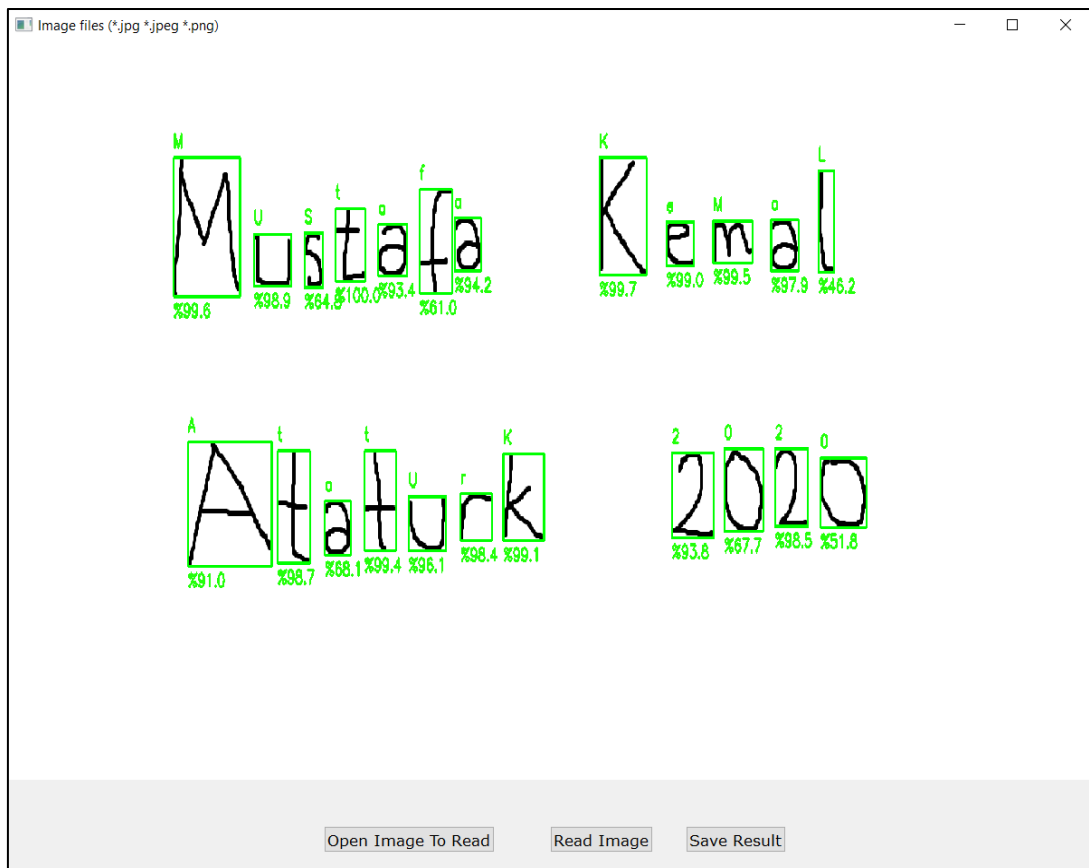 Image files (*.jpg *.jpeg *.png)
M U S t a f a K e M a L
Mustafa Kemal
%99.6 %98.9 %64.8 %100.0 %93.4 %61.0 %94.2 %99.7 %99.0 %99.5 %97.9 %46.2
A t a t U r K 2 0 2 0
Ataturk 2020
%91.0 %98.7 %68.1 %99.4 %96.1 %98.4 %99.1 %93.8 %67.7 %98.5 %51.8
Open Image To Read Read Image Save Result